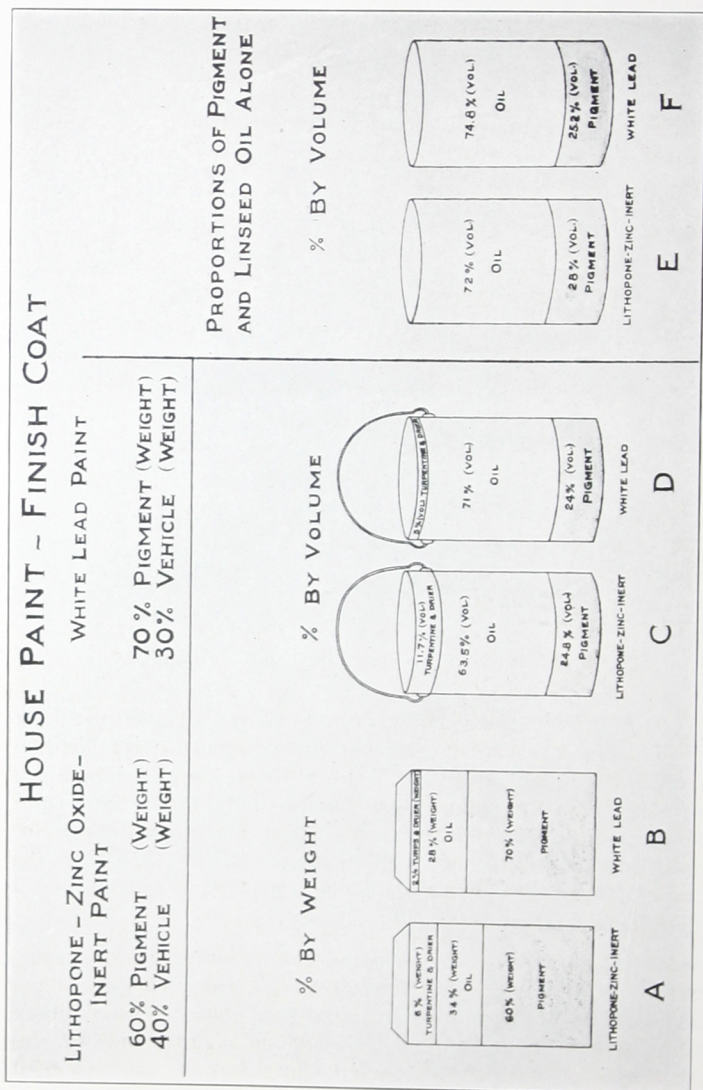 HOUSE PAINT ~ FINISH COAT
LITHOPONE – ZINC OXIDE–
INERT PAINT
60% PIGMENT (WEIGHT)
40% VEHICLE (WEIGHT)
WHITE LEAD PAINT
70% PIGMENT (WEIGHT)
30% VEHICLE (WEIGHT)
% BY WEIGHT
6% (WEIGHT)
TURPENTINE & DRIER
34% (WEIGHT)
OIL
60% (WEIGHT)
PIGMENT
LITHOPONE-ZINC-INERT
A
2% TURPS & DRIER (WEIGHT)
28% (WEIGHT)
OIL
70% (WEIGHT)
PIGMENT
WHITE LEAD
B
% BY VOLUME
11.7% (VOL)
TURPENTINE & DRIER
63.5% (VOL)
OIL
24.8% (VOL)
PIGMENT
LITHOPONE-ZINC-INERT
C
5% (VOL) TURPENTINE & DRIER
71% (VOL)
OIL
24% (VOL)
PIGMENT
WHITE LEAD
D
PROPORTIONS OF PIGMENT
AND LINSEED OIL ALONE
% BY VOLUME
72% (VOL)
OIL
28% (VOL)
PIGMENT
LITHOPONE-ZINC-INERT
E
74.8% (VOL)
OIL
25.2% (VOL)
PIGMENT
WHITE LEAD
F